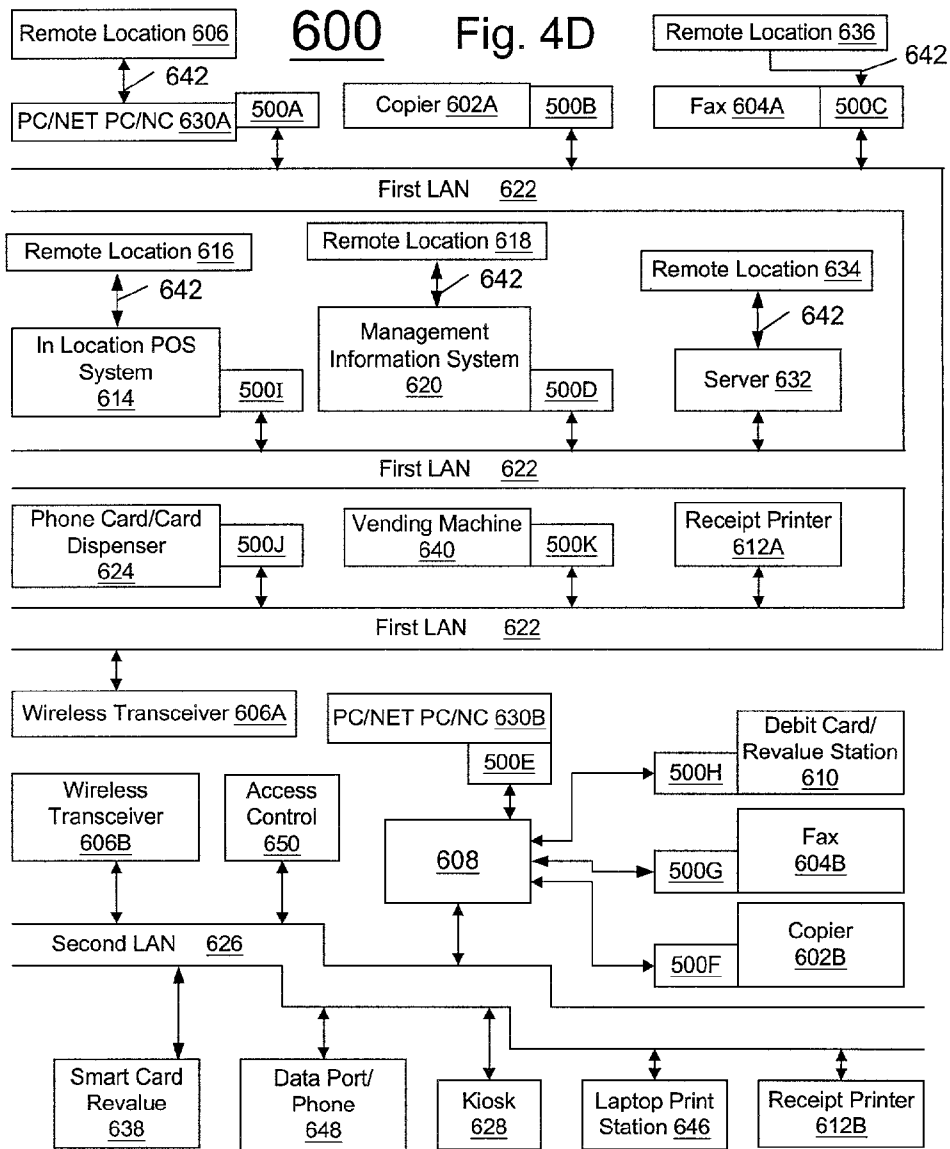 600 Fig. 4D
Remote Location 606
642
PC/NET PC/NC 630A
500A
Copier 602A
500B
Remote Location 636
642
Fax 604A
500C
First LAN 622
Remote Location 616
642
In Location POS
System
614
500I
Remote Location 618
642
Management
Information System
620
500D
Remote Location 634
642
Server 632
First LAN 622
Phone Card/Card
Dispenser
624
500J
Vending Machine
640
500K
Receipt Printer
612A
First LAN 622
Wireless Transceiver 606A
PC/NET PC/NC 630B
500E
Debit Card/
Revalue Station
610
500H
Wireless
Transceiver
606B
Access
Control
650
608
Fax
604B
500G
Copier
602B
500F
Second LAN 626
Smart Card
Revalue
638
Data Port/
Phone
648
Kiosk
628
Laptop Print
Station 646
Receipt Printer
612B